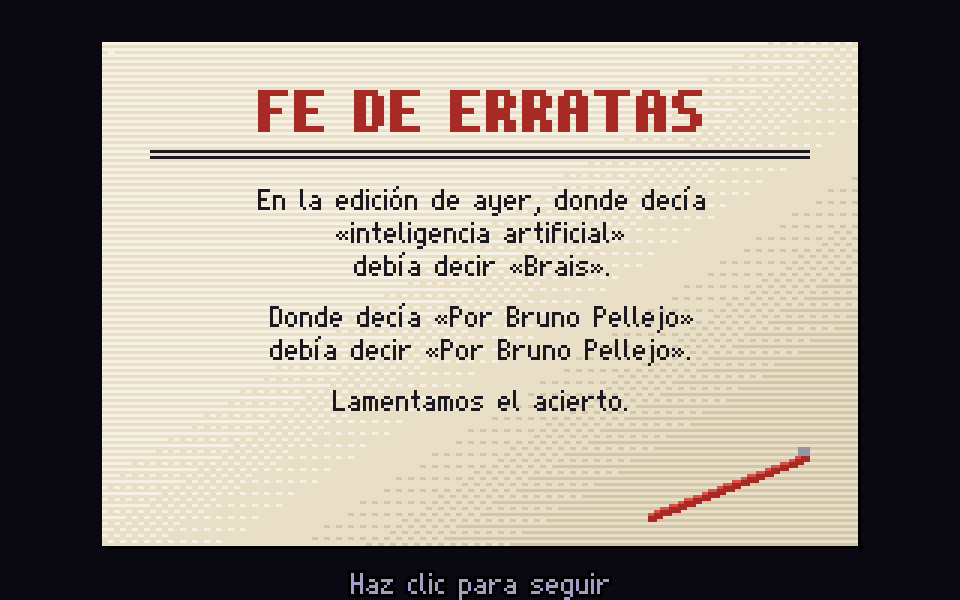 FE DE ERRATAS
En la edición de ayer, donde decía
«inteligencia artificial»
debía decir «Brais».
Donde decía «Por Bruno Pellejo»
debía decir «Por Bruno Pellejo».
Lamentamos el acierto.
Haz clic para seguir